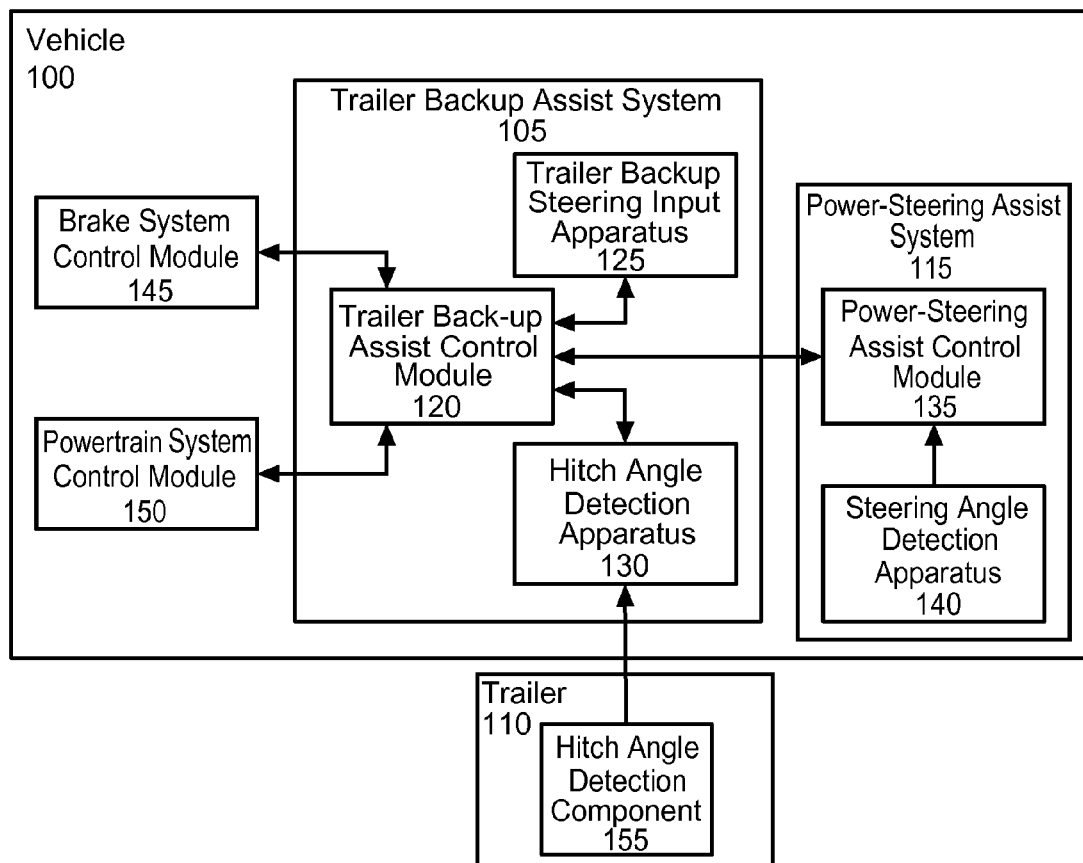 Vehicle
100
Trailer Backup Assist System
105
Trailer Backup
Steering Input
Apparatus
125
Brake System
Control Module
145
Power-Steering Assist
System
115
Trailer Back-up
Assist Control
Module
120
Power-Steering
Assist Control
Module
135
Powertrain System
Control Module
150
Hitch Angle
Detection
Apparatus
130
Steering Angle
Detection
Apparatus
140
Trailer
110
Hitch Angle
Detection
Component
155